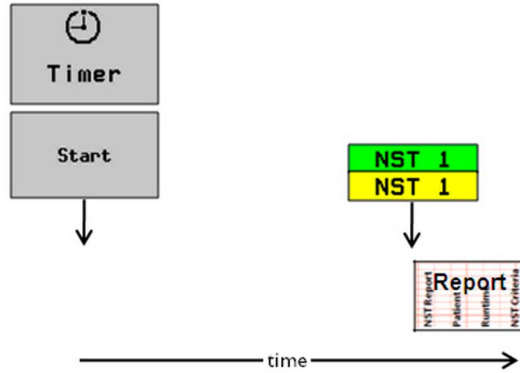 Timer
Start
NST 1
NST 1
Report
NST Report
Patient
Runtime
NST Criteria
time